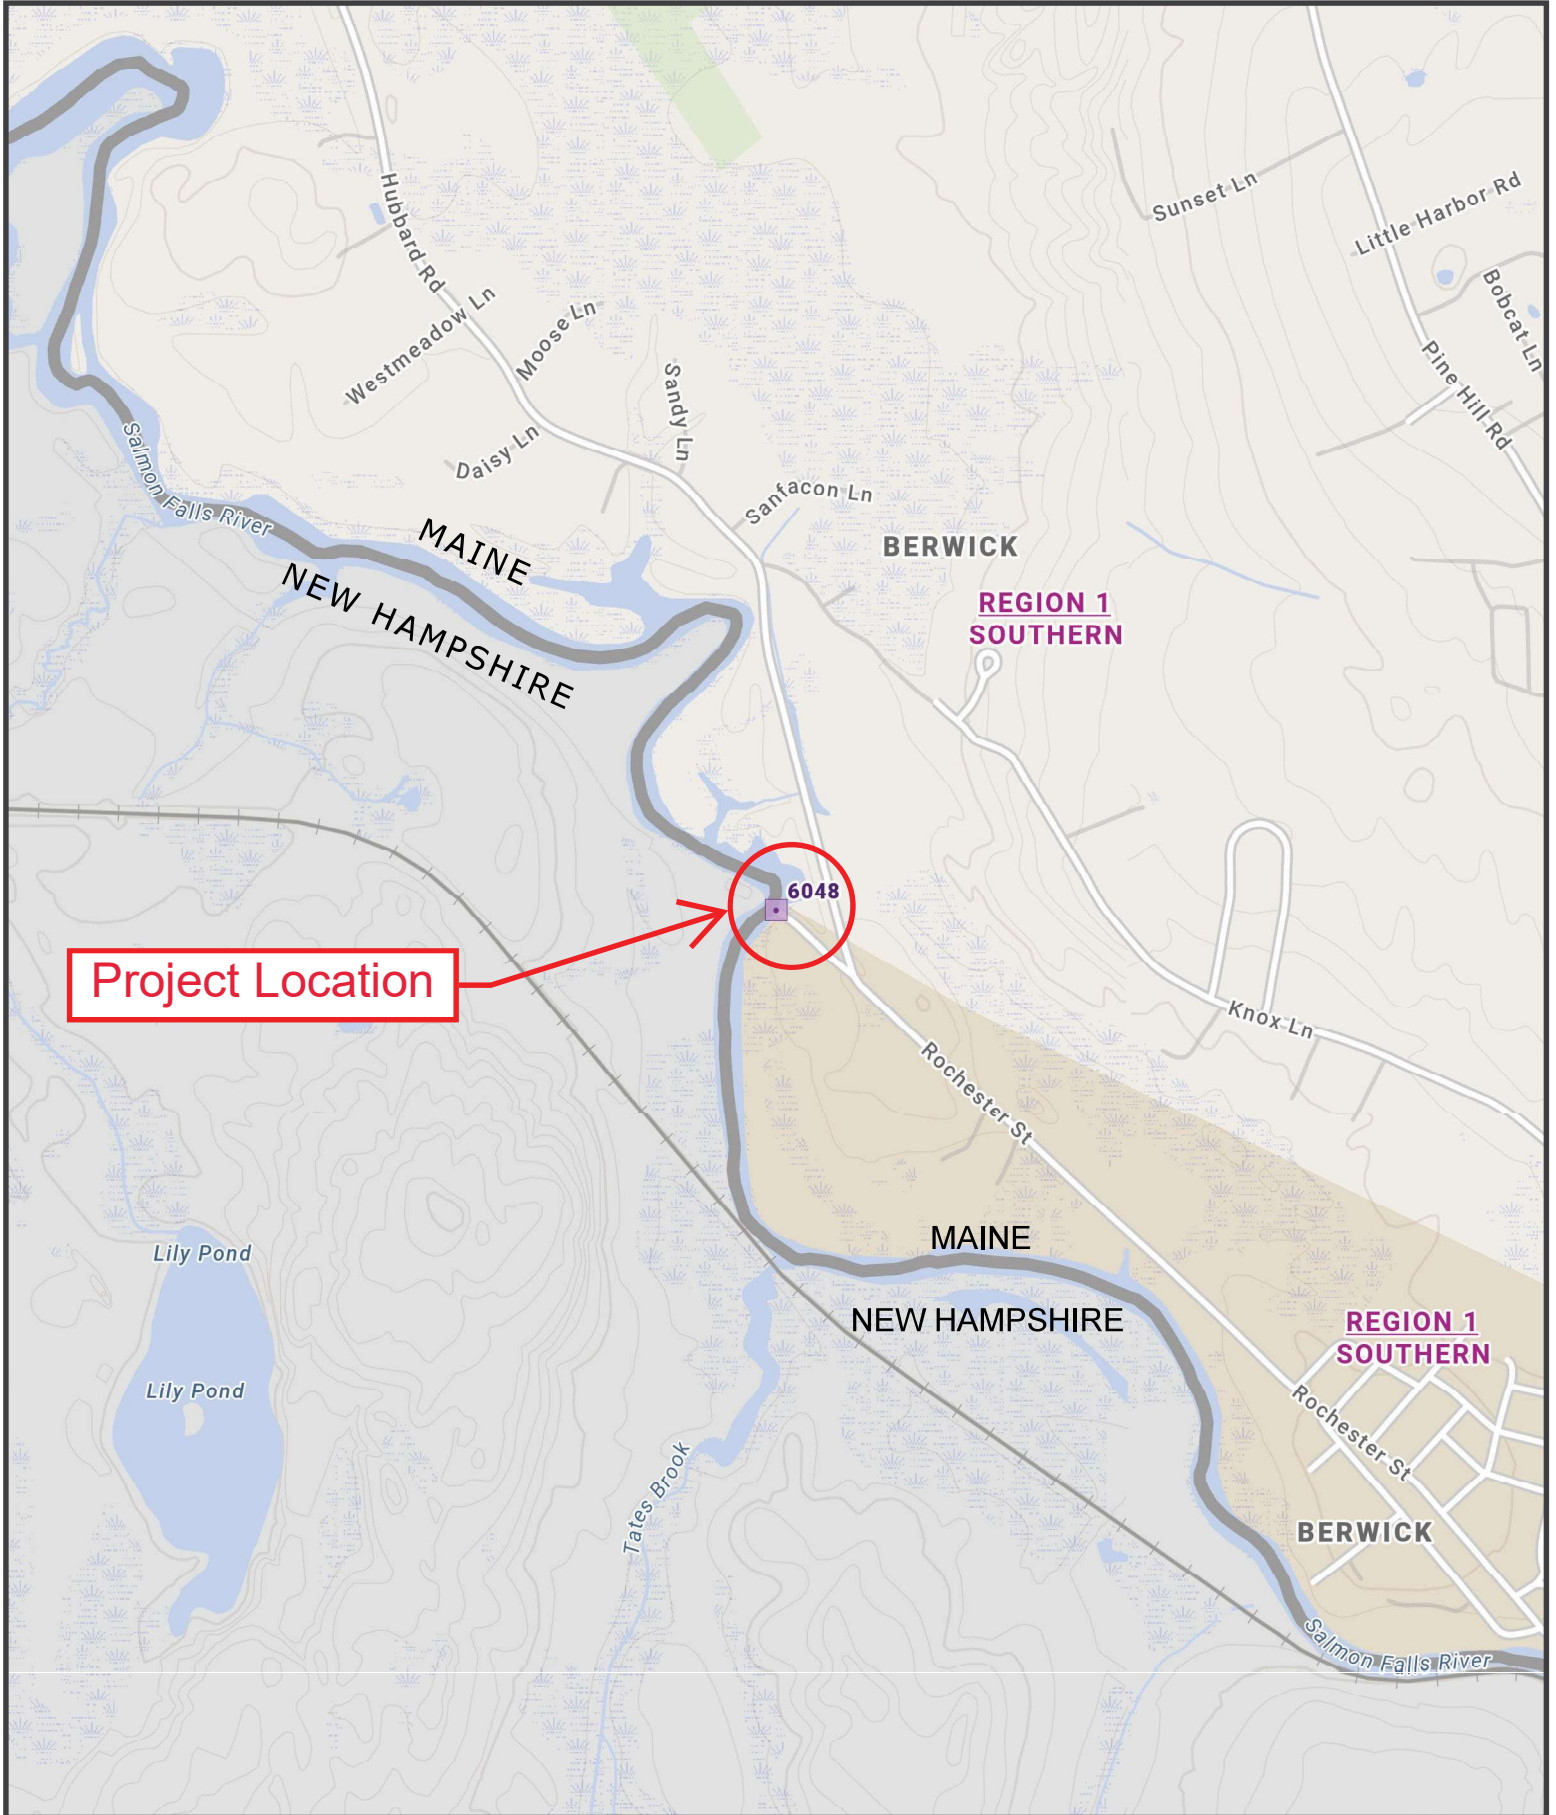 Sunset Ln
Little Harbor Rd
Hubbard Rd
Bobcat Ln
Westmeadow Ln
Moose Ln
Pine Hill Rd
Sandy Ln
Daisy Ln
Salmon Falls River
Sanfacon Ln
MAINE
BERWICK
NEW HAMPSHIRE
REGION 1
SOUTHERN
6048
Project Location
Knox Ln
Rochester St
Lily Pond
MAINE
NEW HAMPSHIRE
REGION 1
SOUTHERN
Lily Pond
Rochester St
Tates Brook
BERWICK
Salmon Falls River